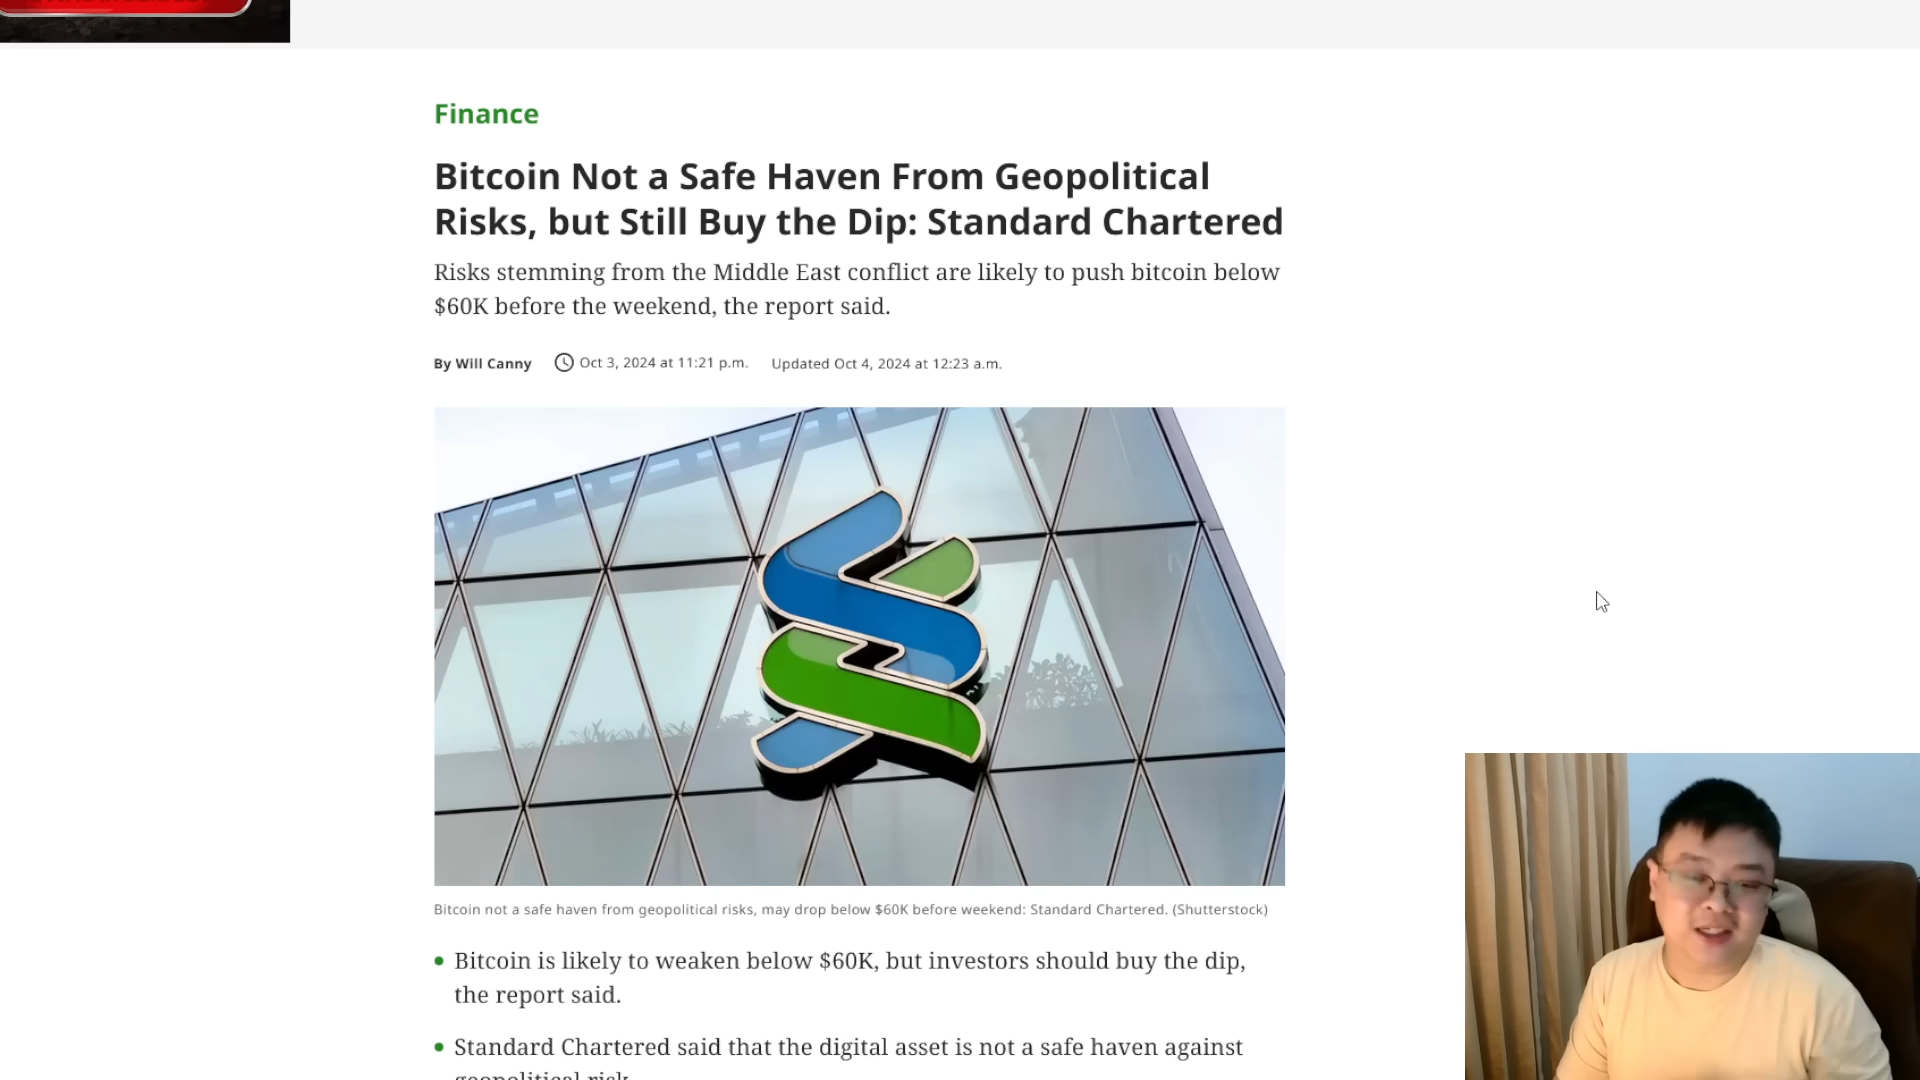 Finance
Bitcoin Not a Safe Haven From Geopolitical
Risks, but Still Buy the Dip: Standard Chartered
Risks stemming from the Middle East conflict are likely to push bitcoin below
$60K before the weekend, the report said.
By Will Canny Oct 3, 2024 at 11:21 p.m. Updated Oct 4, 2024 at 12:23 a.m.
Bitcoin not a safe haven from geopolitical risks, may drop below $60K before weekend: Standard Chartered. (Shutterstock)
Bitcoin is likely to weaken below $60K, but investors should buy the dip,
the report said.
Standard Chartered said that the digital asset is not a safe haven against
geopolitical risk